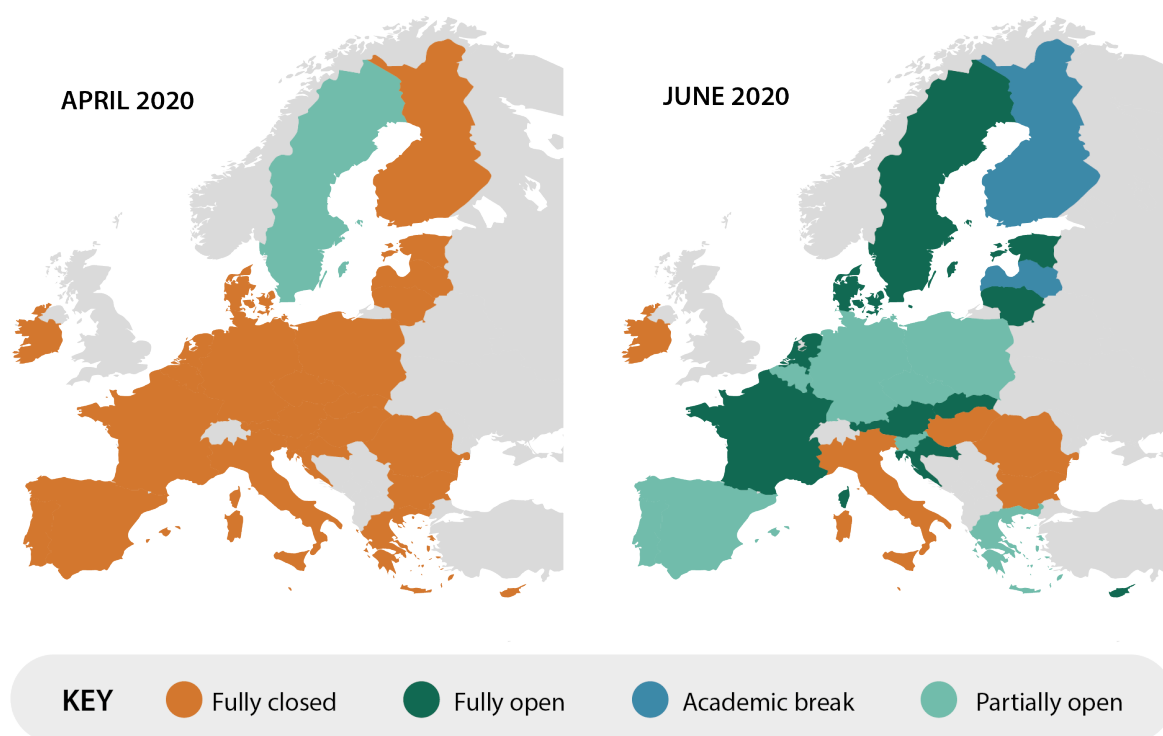 APRIL 2020
JUNE 2020
KEY
Fully closed
Fully open
Academic break
Partially open